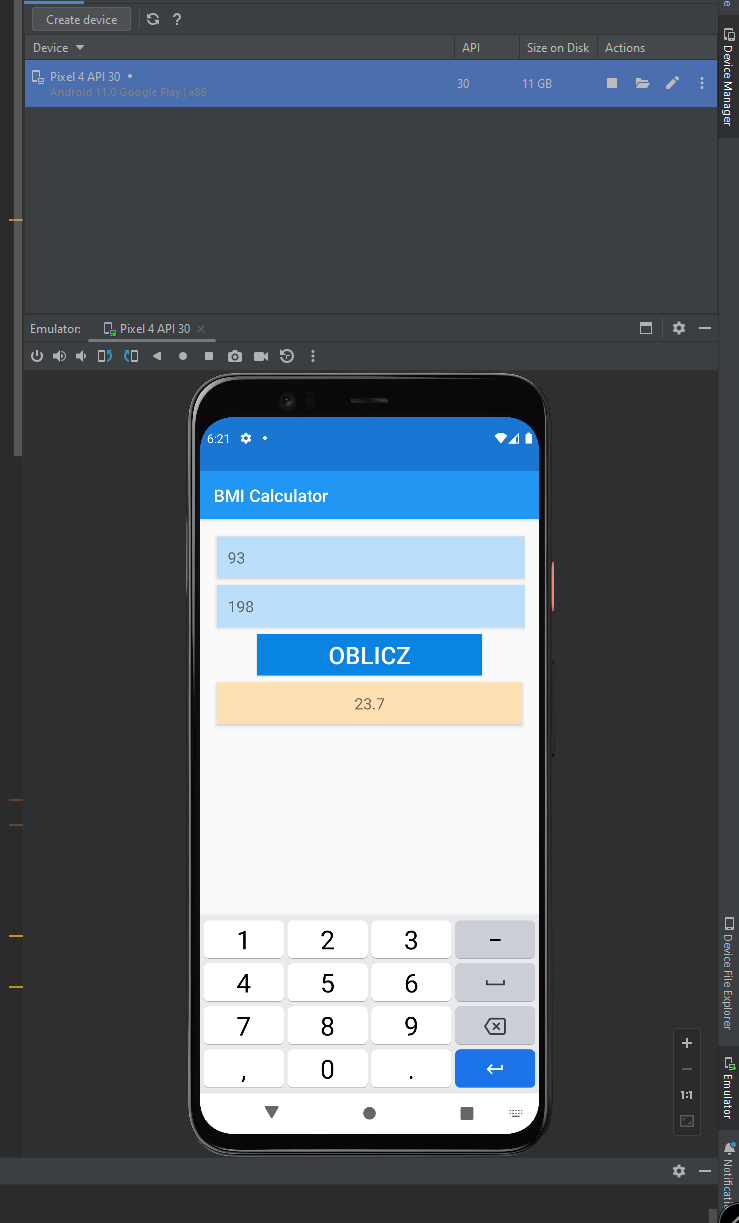 Create device ?
Device API Size on Disk Actions
Pixel 4 API 30 30 11 GB
Android 11.0 Google Play | x86
Device Manager
Emulator: Pixel 4 API 30
6:21
BMI Calculator
93
198
OBLICZ
23.7
1 2 3 -
4 5 6
7 8 9
, 0 .
1:1
Device File Explorer
Emulator